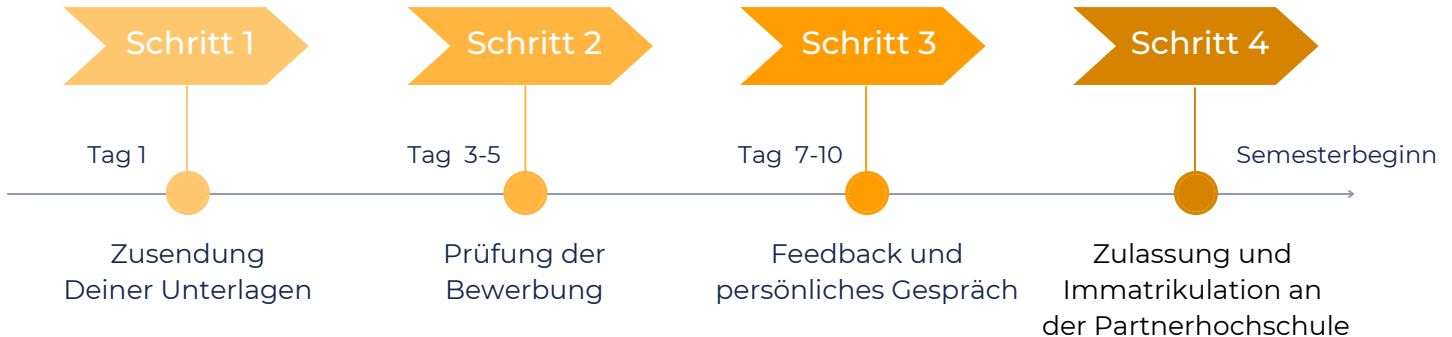 Schritt 1
Schritt 2
Schritt 3
Schritt 4
Tag 1
Tag 3-5
Tag 7-10
Semesterbeginn
Zusendung
Deiner Unterlagen
Prüfung der
Bewerbung
Feedback und
persönliches Gespräch
Zulassung und
Immatrikulation an
der Partnerhochschule